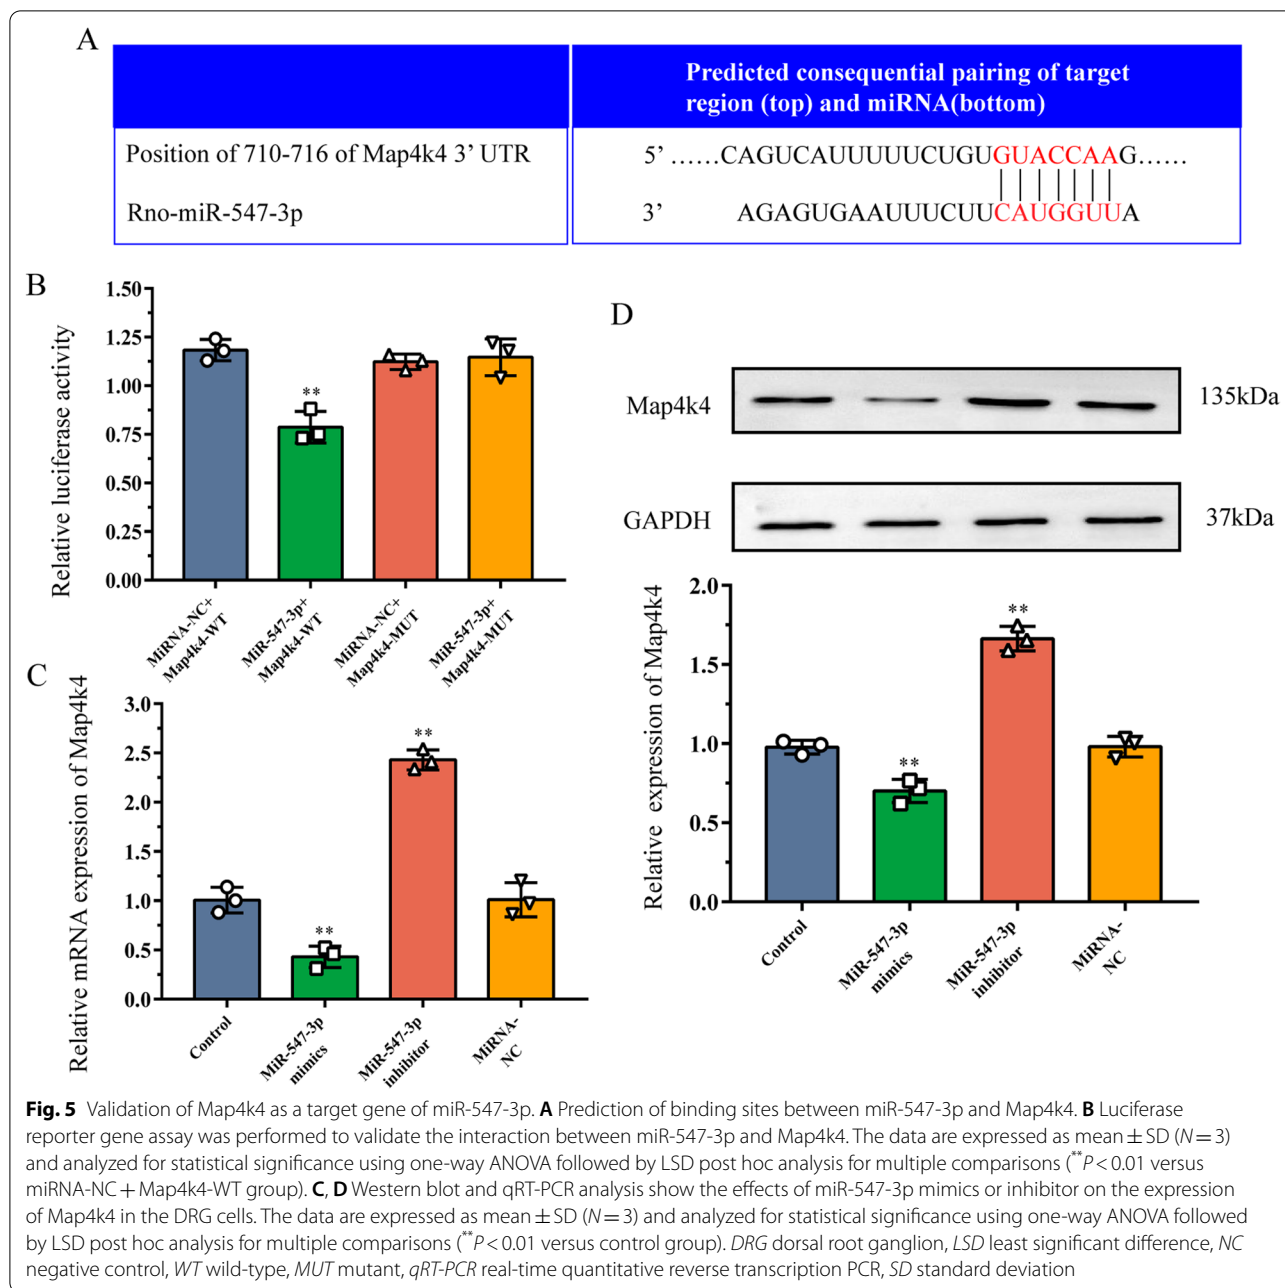 A
Predicted consequential pairing of target
region (top) and miRNA(bottom)
Position of 710-716 of Map4k4 3’ UTR
5’ ……CAGUCAUUUUUCUGUGUACCAAG……
Rno-miR-547-3p
3’ AGAGUGAAUUUCUUCAUGGUUA
B
Relative luciferase activity
1.50
1.25
1.00
0.75
0.50
0.25
0.00
**
MiRNA-NC+
Map4k4-WT
MiR-547-3p+
Map4k4-WT
MiRNA-NC+
Map4k4-MUT
MiR-547-3p+
Map4k4-MUT
C
Relative mRNA expression of Map4k4
3.0
2.5
2.0
1.5
1.0
0.5
0.0
**
**
Control
MiR-547-3p
mimics
MiR-547-3p
inhibitor
MiRNA-
NC
D
Map4k4
135kDa
GAPDH
37kDa
Relative expression of Map4k4
2.0
1.5
1.0
0.5
0.0
**
**
Control
MiR-547-3p
mimics
MiR-547-3p
inhibitor
MiRNA-
NC
Fig. 5 Validation of Map4k4 as a target gene of miR-547-3p. A Prediction of binding sites between miR-547-3p and Map4k4. B Luciferase
reporter gene assay was performed to validate the interaction between miR-547-3p and Map4k4. The data are expressed as mean ± SD (N = 3)
and analyzed for statistical significance using one-way ANOVA followed by LSD post hoc analysis for multiple comparisons (**P < 0.01 versus
miRNA-NC + Map4k4-WT group). C, D Western blot and qRT-PCR analysis show the effects of miR-547-3p mimics or inhibitor on the expression
of Map4k4 in the DRG cells. The data are expressed as mean ± SD (N = 3) and analyzed for statistical significance using one-way ANOVA followed
by LSD post hoc analysis for multiple comparisons (**P < 0.01 versus control group). DRG dorsal root ganglion, LSD least significant difference, NC
negative control, WT wild-type, MUT mutant, qRT-PCR real-time quantitative reverse transcription PCR, SD standard deviation